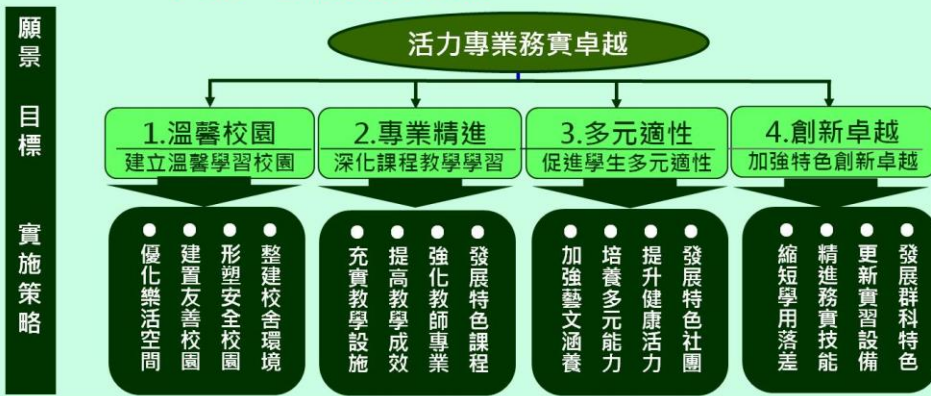 願景
目標
實施策略
活力專業務實卓越
1.溫馨校園
建立溫馨學習校園
2.專業精進
深化課程教學學習
3.多元適性
促進學生多元適性
4.創新卓越
加強特色創新卓越
整建校舍環境
形塑安全校園
建置友善校園
優化樂活空間
發展特色課程
強化教師專業
提高教學成效
充實教學設施
發展特色社團
提升健康活力
培養多元能力
加強藝文涵養
發展群科特色
更新實習設備
精進務實技能
縮短學用落差